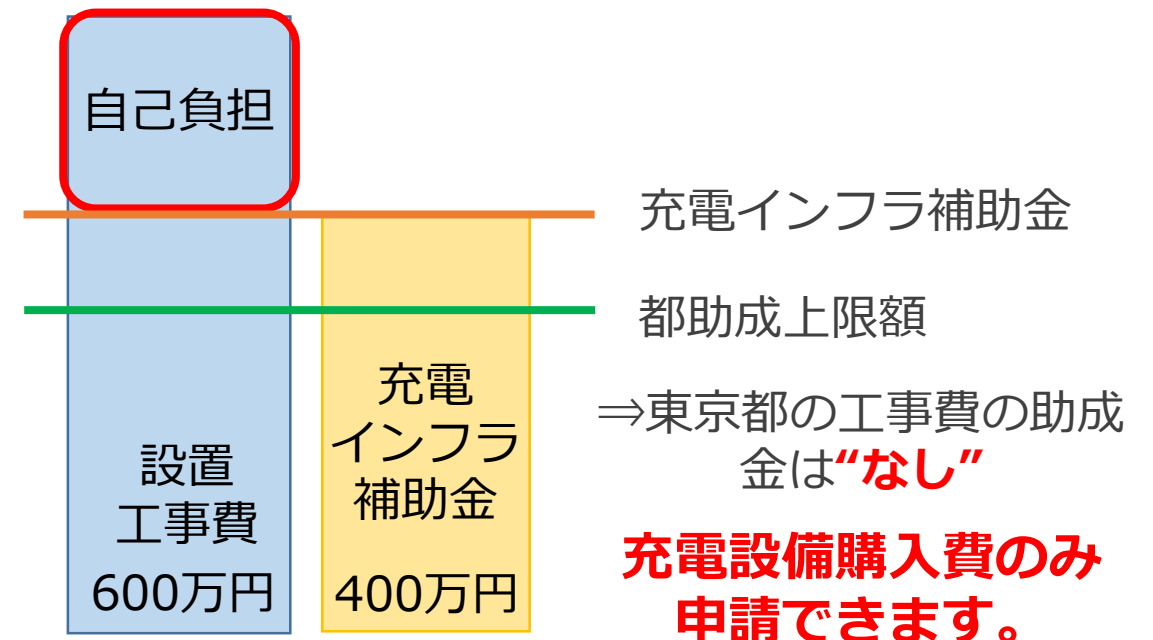 自己負担
設置
工事費
600万円
充電
インフラ
補助金
400万円
充電インフラ補助金
都助成上限額
⇒東京都の工事費の助成
金は“なし”
充電設備購入費のみ
申請できます。